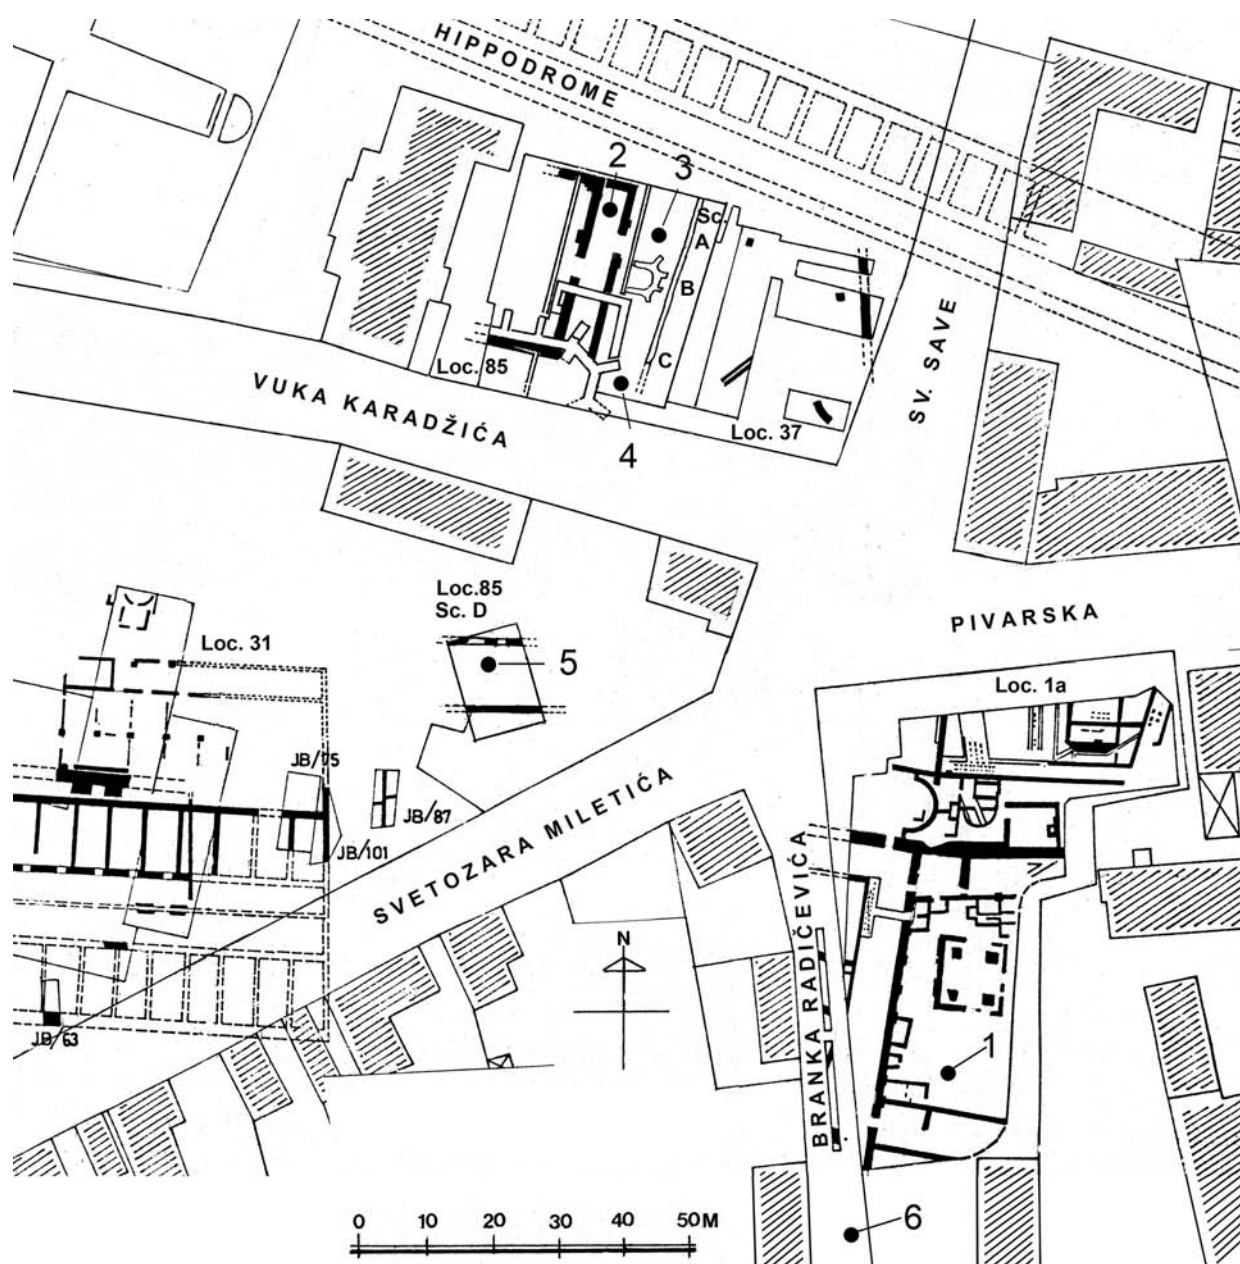 HIPPODROME
2
3
Sc.
A
B
C
SV. SAVE
Loc. 85
VUKA KARADŽIĆA
4
Loc. 37
Loc.85
Sc. D
5
PIVARSKA
Loc. 31
Loc. 1a
JB/75
JB/87
JB/101
SVETOZARA MILETIĆA
BRANKA RADIČEVIĆA
N
JB/63
1
6
0 10 20 30 40 50M